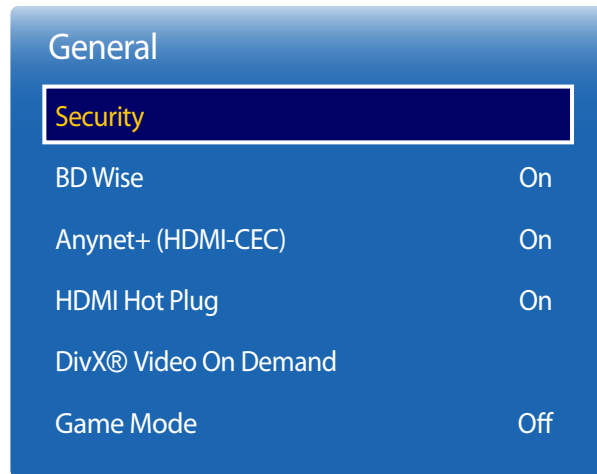 General
Security
BD Wise On
Anynet+ (HDMI-CEC) On
HDMI Hot Plug On
DivX® Video On Demand
Game Mode Off